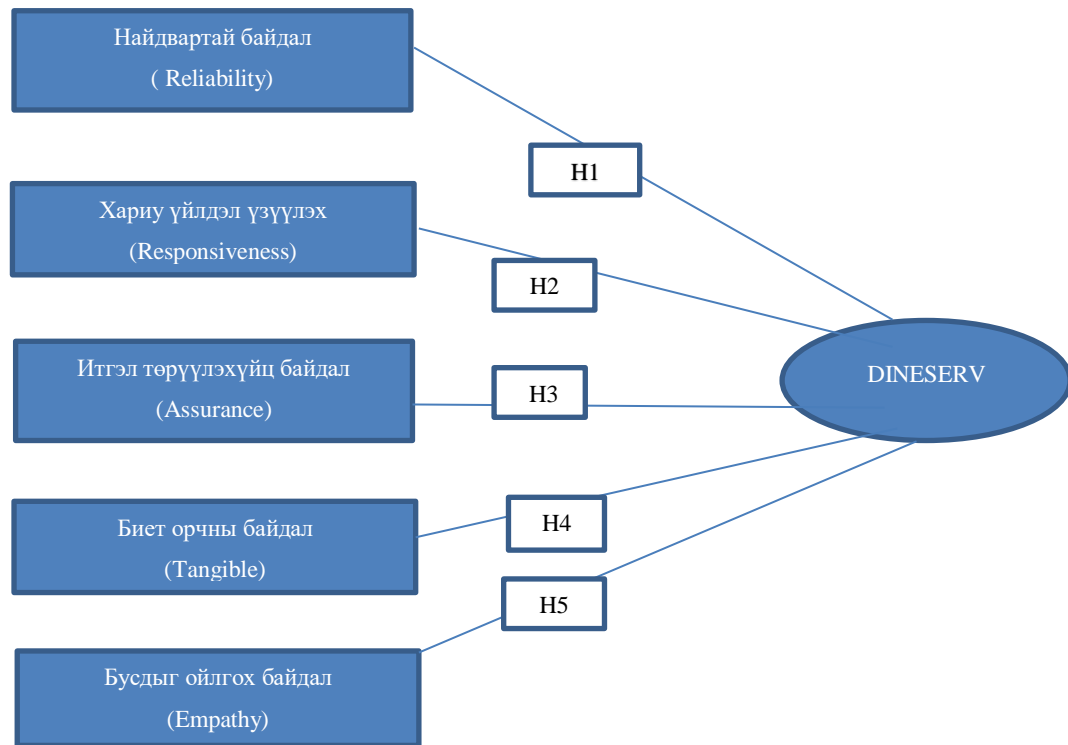 Найдвартай байдал
( Reliability)
H1
Хариу үйлдэл үзүүлэх
(Responsiveness)
H2
Итгэл төрүүлэхүйц байдал
(Assurance)
H3
DINESERV
Биет орчны байдал
(Tangible)
H4
H5
Бусдыг ойлгох байдал
(Empathy)